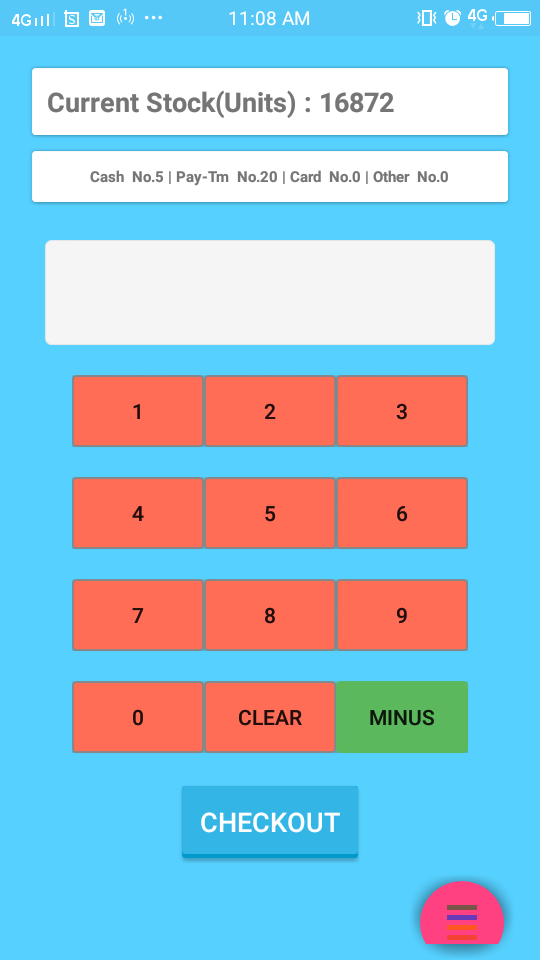 4G 11:08 AM 4G
Current Stock(Units) : 16872
Cash No.5 | Pay-Tm No.20 | Card No.0 | Other No.0
1 2 3
4 5 6
7 8 9
0 CLEAR MINUS
CHECKOUT